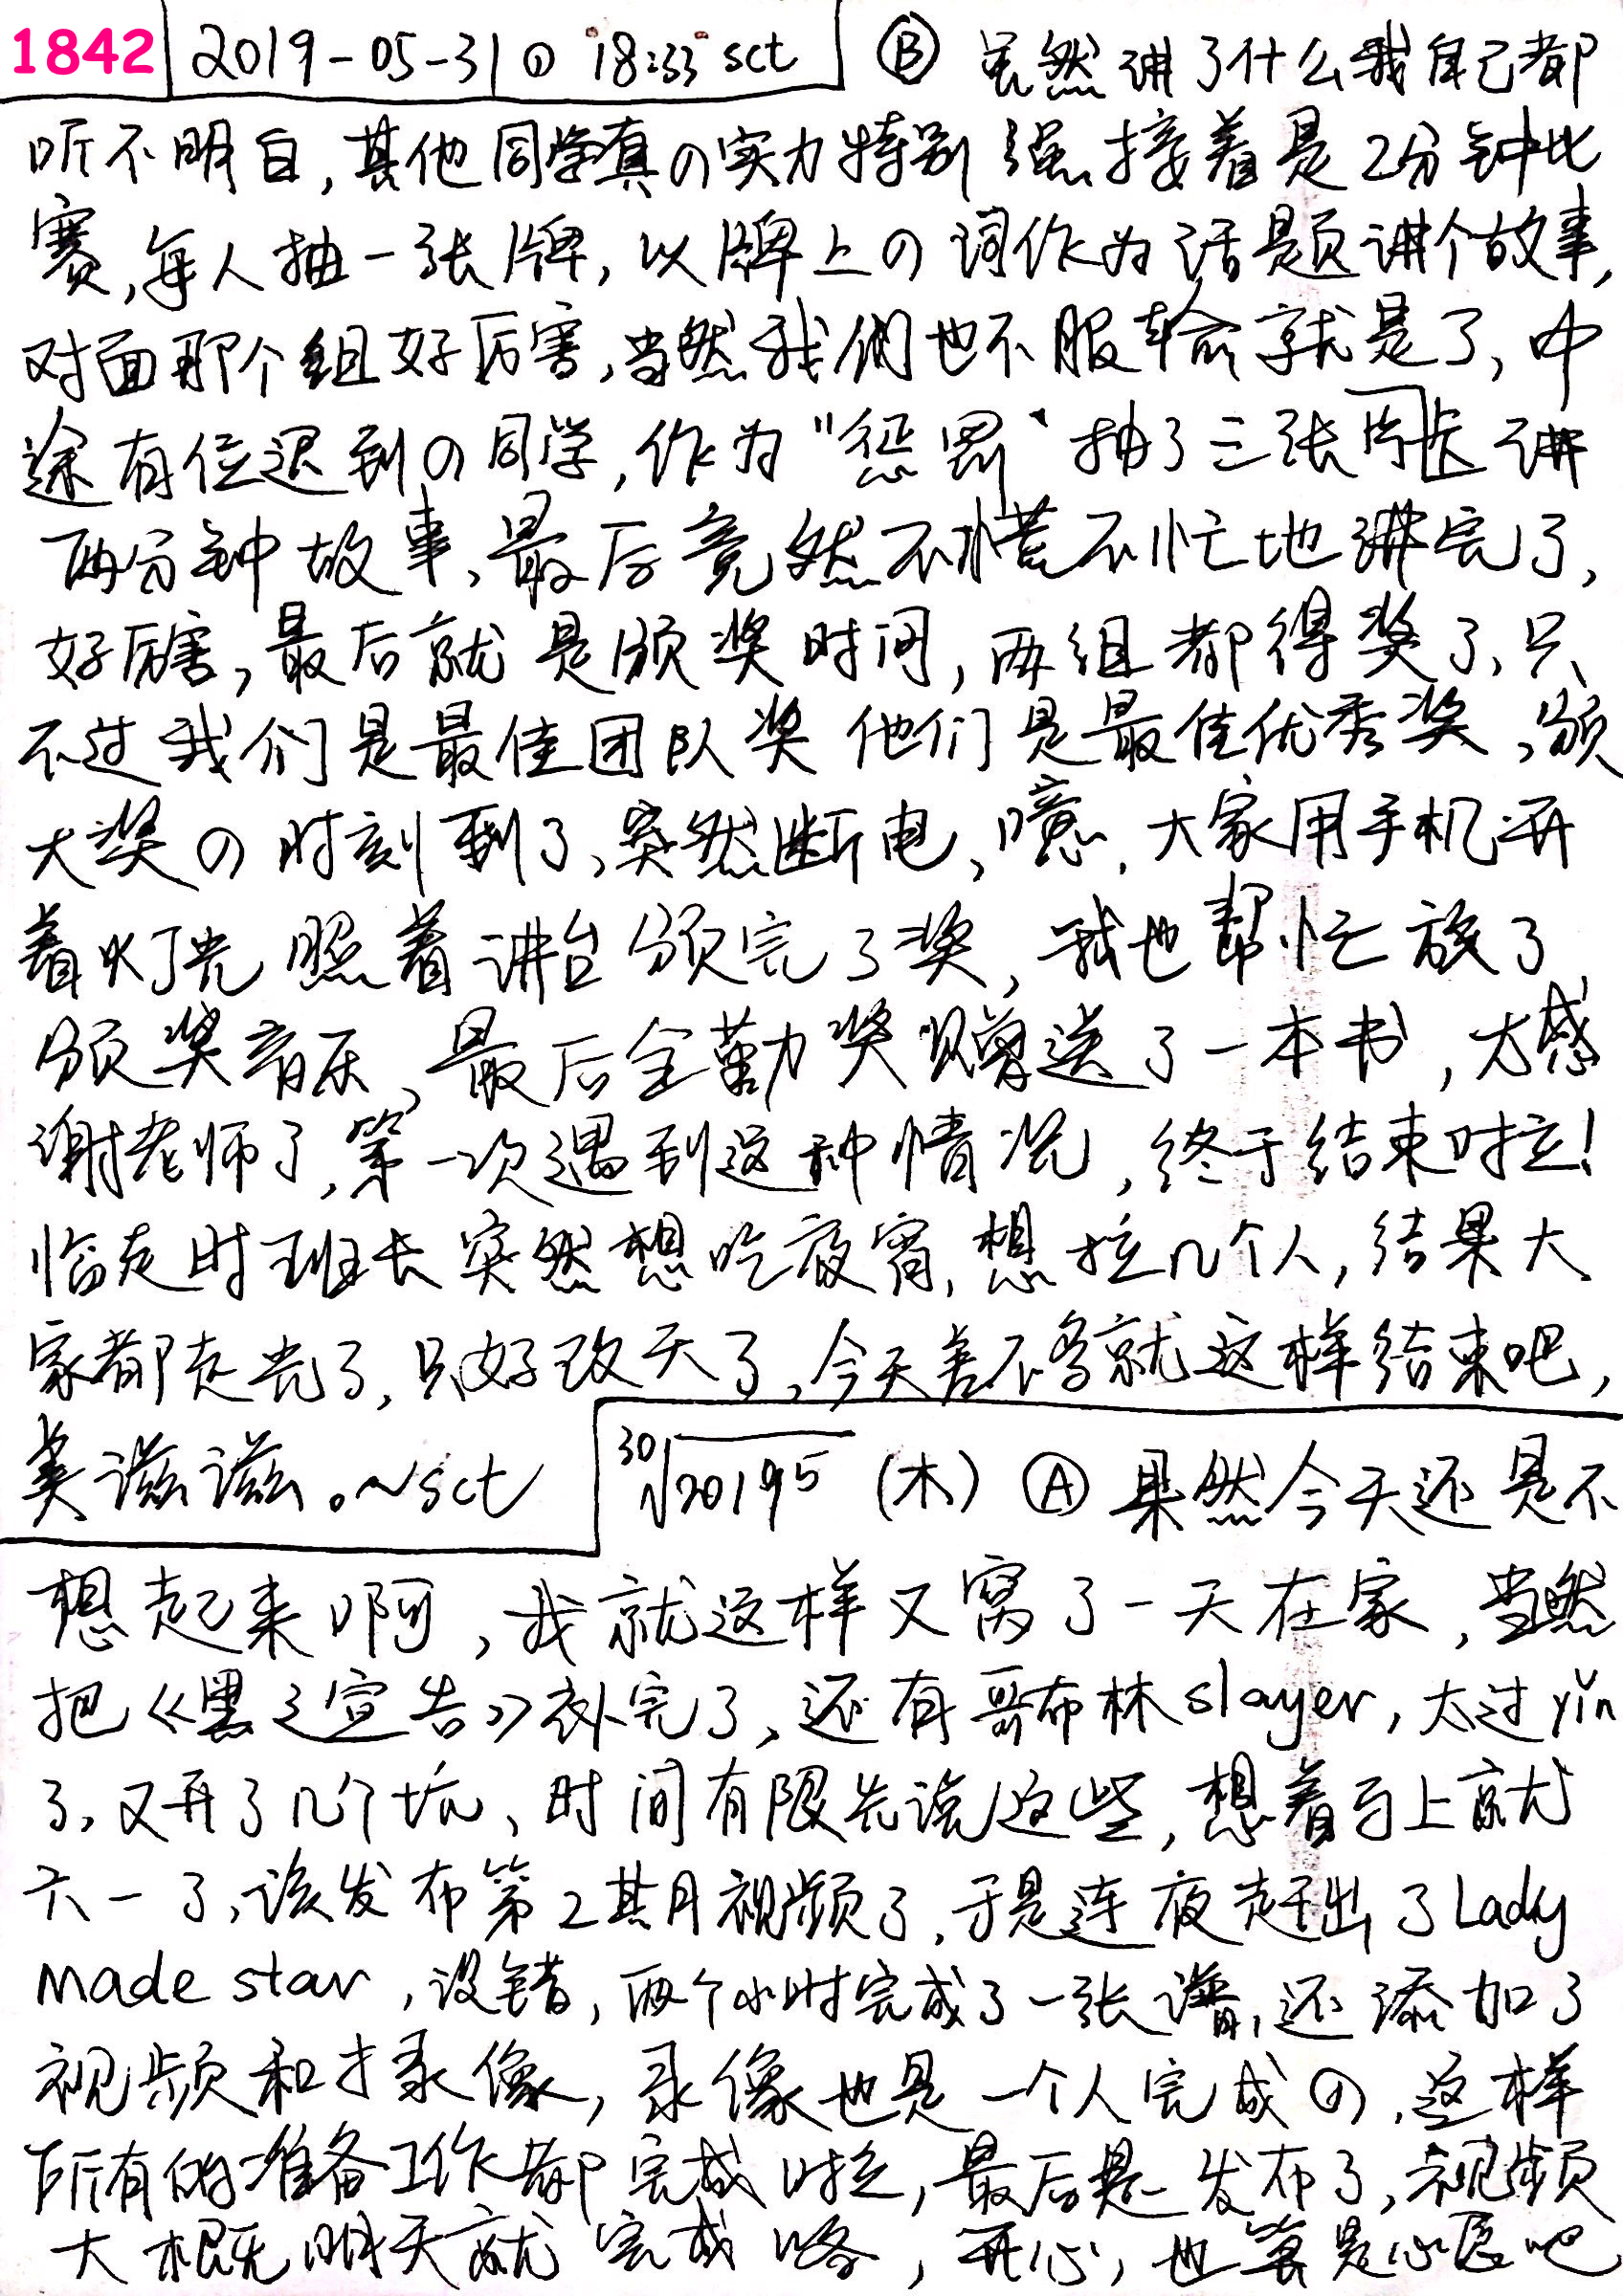 1842 2019-05-31① 18:33 sct Ⓑ 虽然讲了什么我自己都
听不明白,其他同学真の实力特别强,接着是2分钟比
赛,每人抽一张牌,以牌上の词作为话题讲个故事,
对面那个组好厉害,当然我们也不服输就是了,中
途有位迟到の同学,作为"惩罚"抽了三张卡片讲
两分钟故事,最后竟然不慌不忙地讲完了,
好厉害,最后就是颁奖时间,两组都得奖了,只
不过我们是最佳团队奖 他们是最佳优秀奖,颁
大奖の时刻到了,突然断电,噫,大家用手机开
着灯光照着讲台颁完了奖,我也帮忙放了
颁奖音乐,最后全勤奖赠送了一本书,太感
谢老师了,第一次遇到这种情况,终于结束啦!
临走时班长突然想吃夜宵,想拉几个人,结果大
家都走光了,只好改天了,今天差不多就这样结束吧,
美滋滋。~sct ³⁰√2019⁵ (木) Ⓐ 果然今天还是不
想起来啊,我就这样又窝了一天在家,当然
把《黑之宣告》补完了,还有哥布林slayer,太过yǐn
了,又开了几个坑,时间有限先说这些,想着马上就
六一了,该发布第2期视频了,于是连夜赶出了Lady
made star,没错,两个小时完成了一张谱,还添加了
视频和录像,录像也是一个人完成の,这样
所有的准备工作都完成啦,最后是发布了,视频
大概明天就完成咯,开心,也算是心愿吧